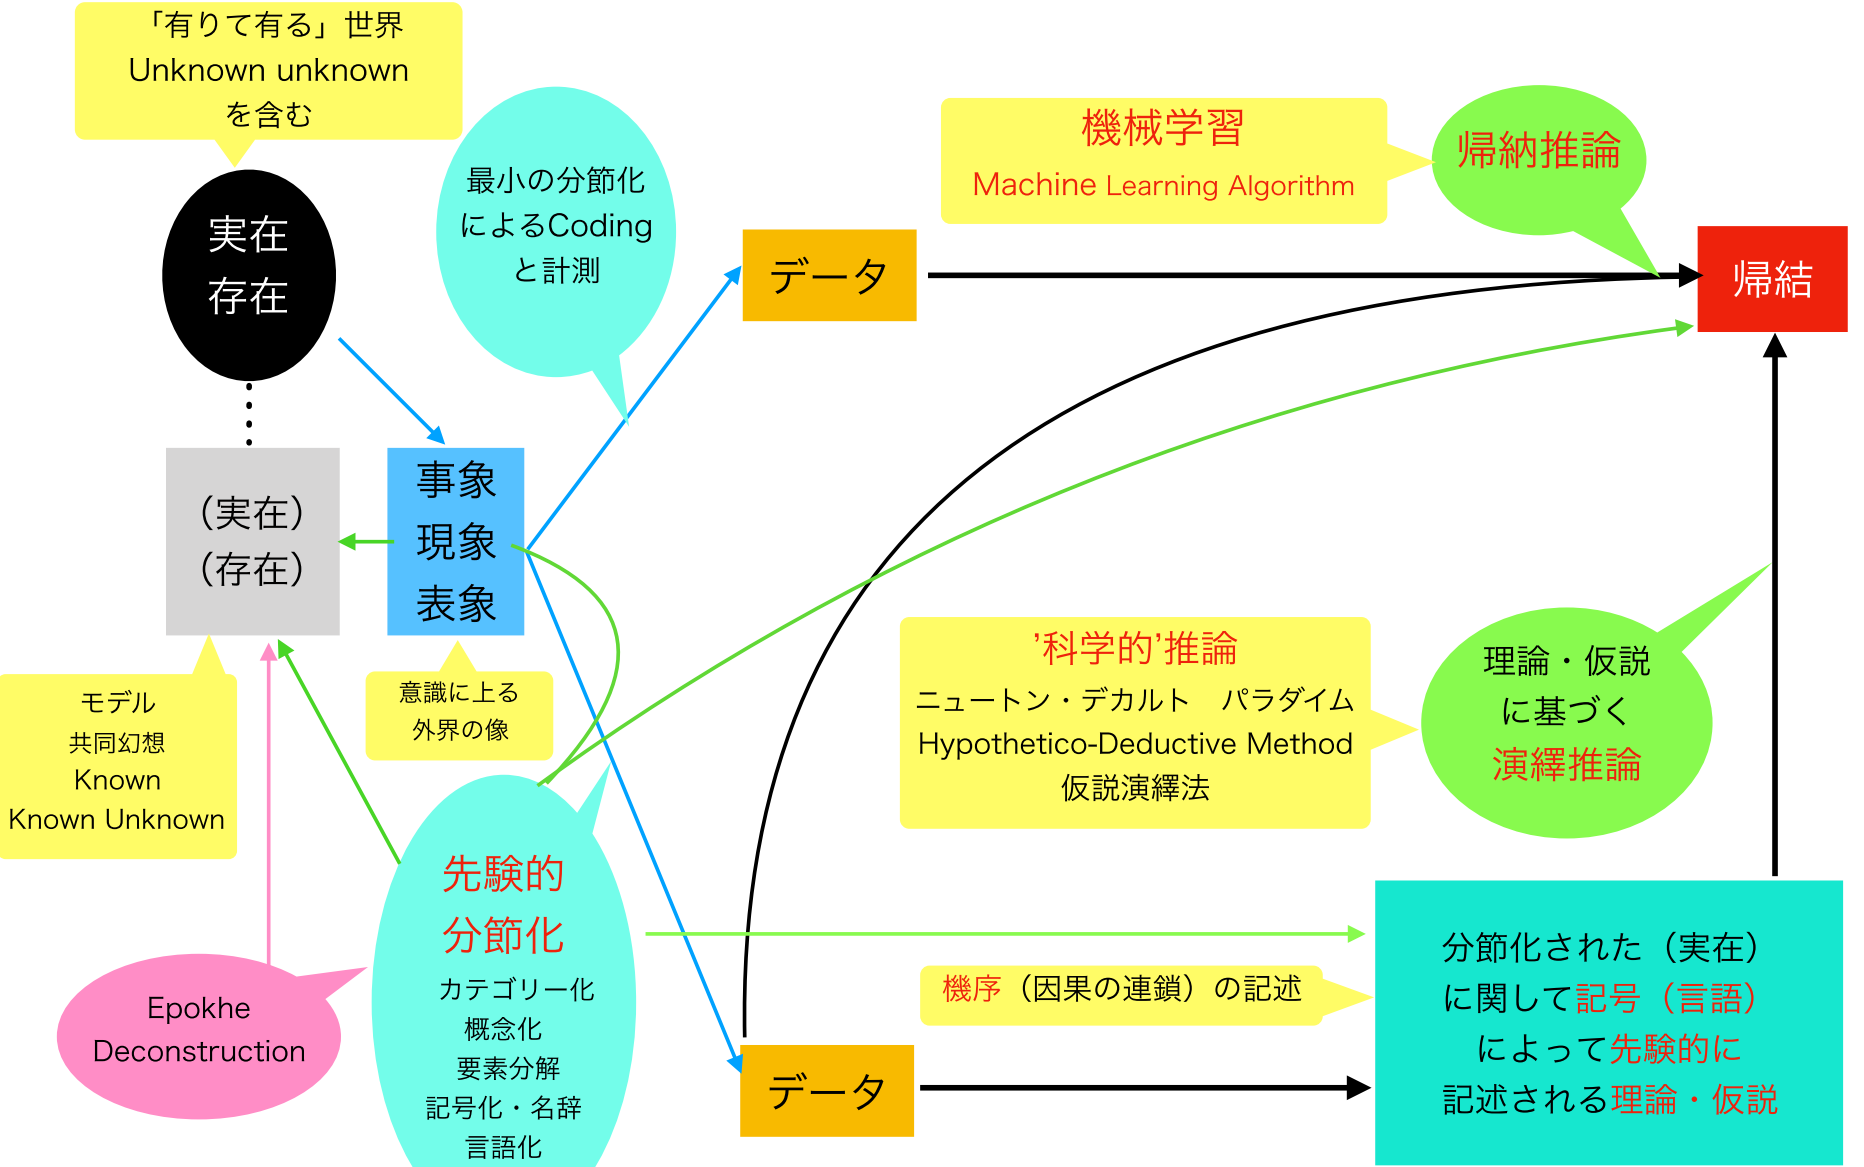 「有りて有る」世界
Unknown unknown
を含む
実在
存在
最小の分節化
によるCoding
と計測
機械学習
Machine Learning Algorithm
帰納推論
データ
帰結
（実在）
（存在）
事象
現象
表象
モデル
共同幻想
Known
Known Unknown
意識に上る
外界の像
’科学的’推論
ニュートン・デカルト　パラダイム
Hypothetico-Deductive Method
仮説演繹法
理論・仮説
に基づく
演繹推論
先験的
分節化
カテゴリー化
概念化
要素分解
記号化・名辞
言語化
Epokhe
Deconstruction
機序（因果の連鎖）の記述
データ
分節化された（実在）
に関して記号（言語）
によって先験的に
記述される理論・仮説